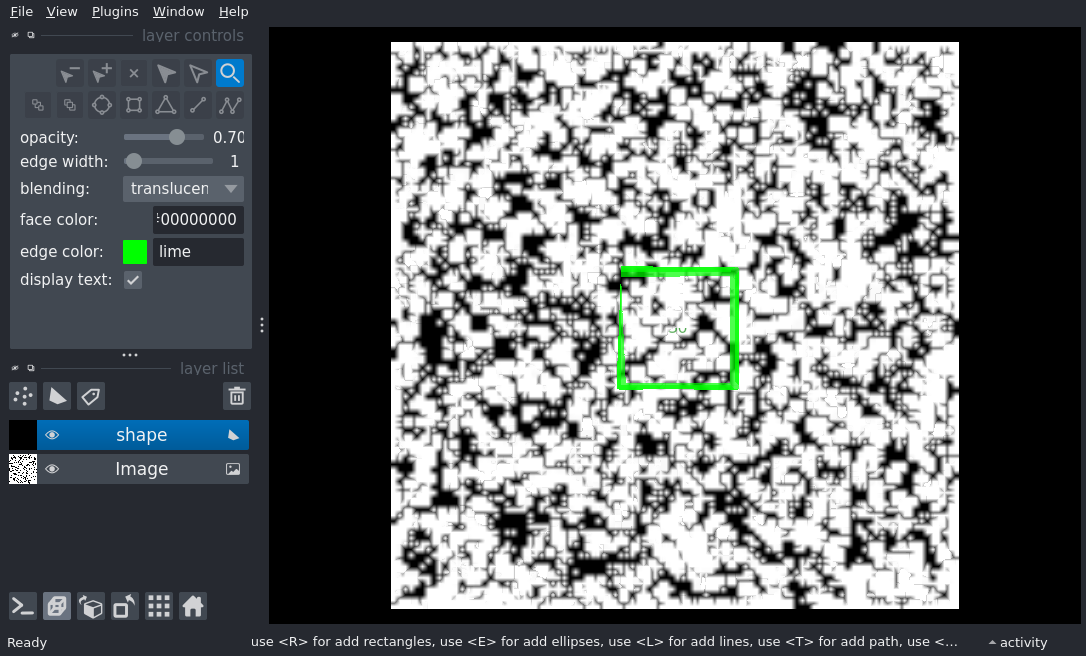 File View Plugins Window Help
layer controls
opacity: 0.70
edge width: 1
blending: translucen
face color: 00000000
edge color: lime
display text:
layer list
shape
Image
Ready
use <R> for add rectangles, use <E> for add ellipses, use <L> for add lines, use <T> for add path, use <...
activity